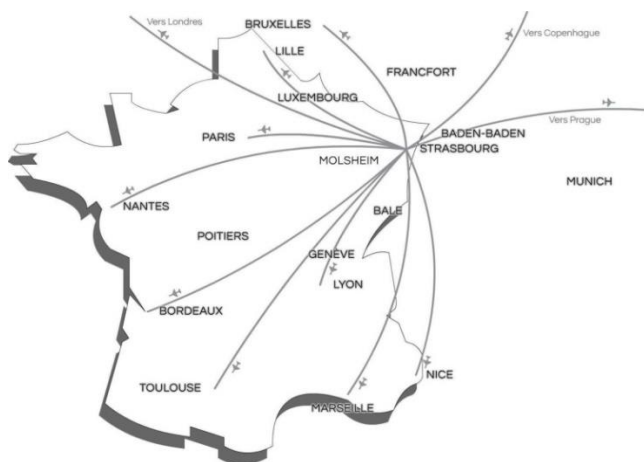 Vers Londres
BRUXELLES
Vers Copenhague
LILLE
FRANCFORT
LUXEMBOURG
Vers Prague
PARIS
BADEN-BADEN
STRASBOURG
MOLSHEIM
MUNICH
NANTES
BALE
POITIERS
GENÈVE
LYON
BORDEAUX
NICE
TOULOUSE
MARSEILLE